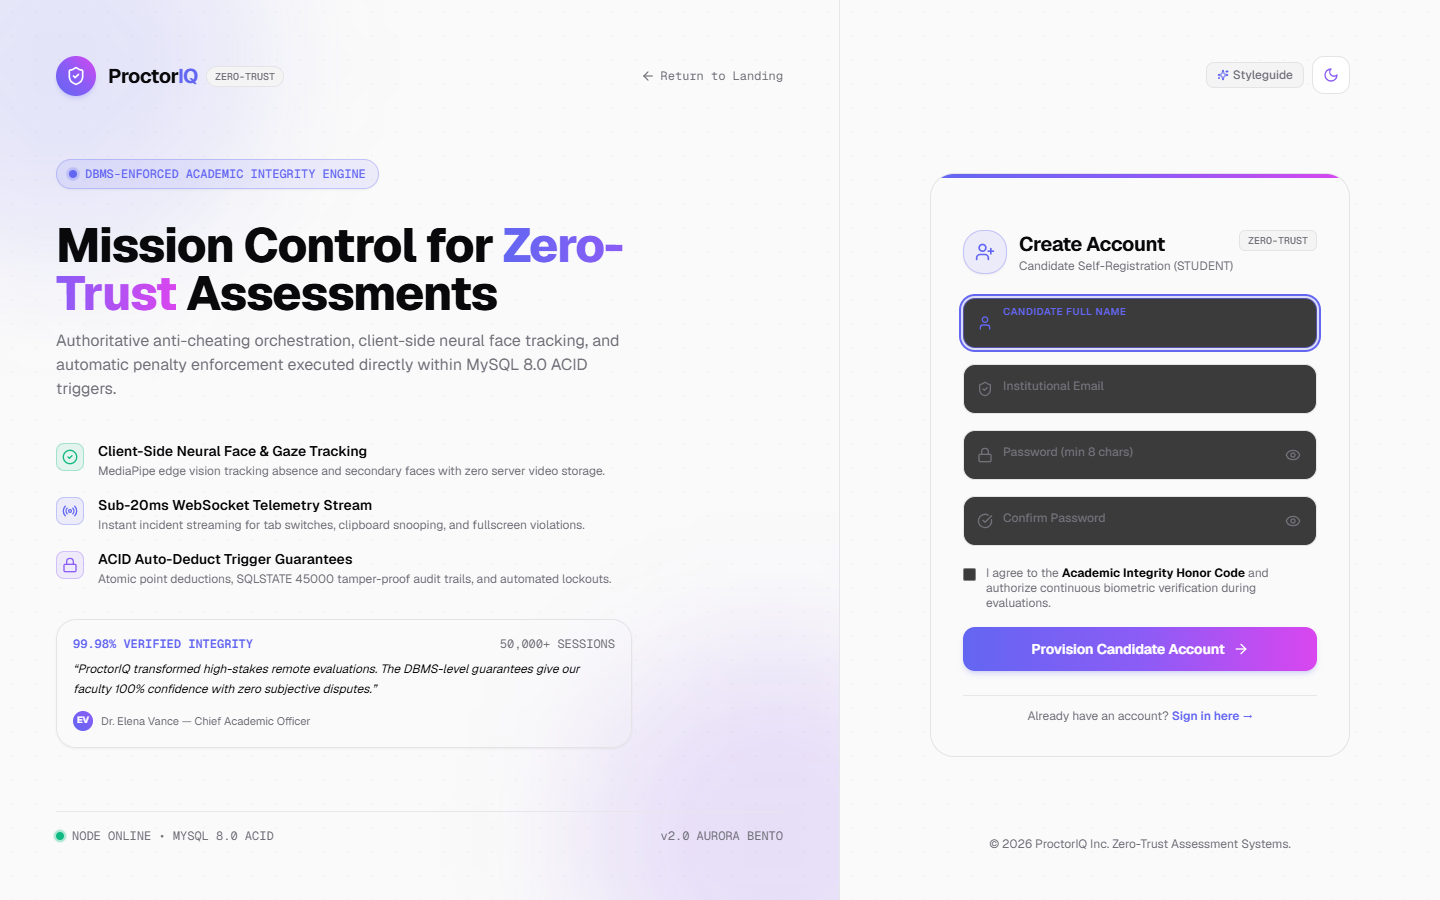 ProctorIQ
ZERO-TRUST
← Return to Landing
DBMS-ENFORCED ACADEMIC INTEGRITY ENGINE
Mission Control for Zero-
Trust Assessments
Authoritative anti-cheating orchestration, client-side neural face tracking, and
automatic penalty enforcement executed directly within MySQL 8.0 ACID
triggers.
Client-Side Neural Face & Gaze Tracking
MediaPipe edge vision tracking absence and secondary faces with zero server video storage.
Sub-20ms WebSocket Telemetry Stream
Instant incident streaming for tab switches, clipboard snooping, and fullscreen violations.
ACID Auto-Deduct Trigger Guarantees
Atomic point deductions, SQLSTATE 45000 tamper-proof audit trails, and automated lockouts.
99.98% VERIFIED INTEGRITY
50,000+ SESSIONS
“ProctorIQ transformed high-stakes remote evaluations. The DBMS-level guarantees give our
faculty 100% confidence with zero subjective disputes.”
EV
Dr. Elena Vance — Chief Academic Officer
NODE ONLINE • MYSQL 8.0 ACID
v2.0 AURORA BENTO
Styleguide
Create Account
ZERO-TRUST
Candidate Self-Registration (STUDENT)
CANDIDATE FULL NAME
Institutional Email
Password (min 8 chars)
Confirm Password
I agree to the Academic Integrity Honor Code and
authorize continuous biometric verification during
evaluations.
Provision Candidate Account →
Already have an account? Sign in here →
© 2026 ProctorIQ Inc. Zero-Trust Assessment Systems.